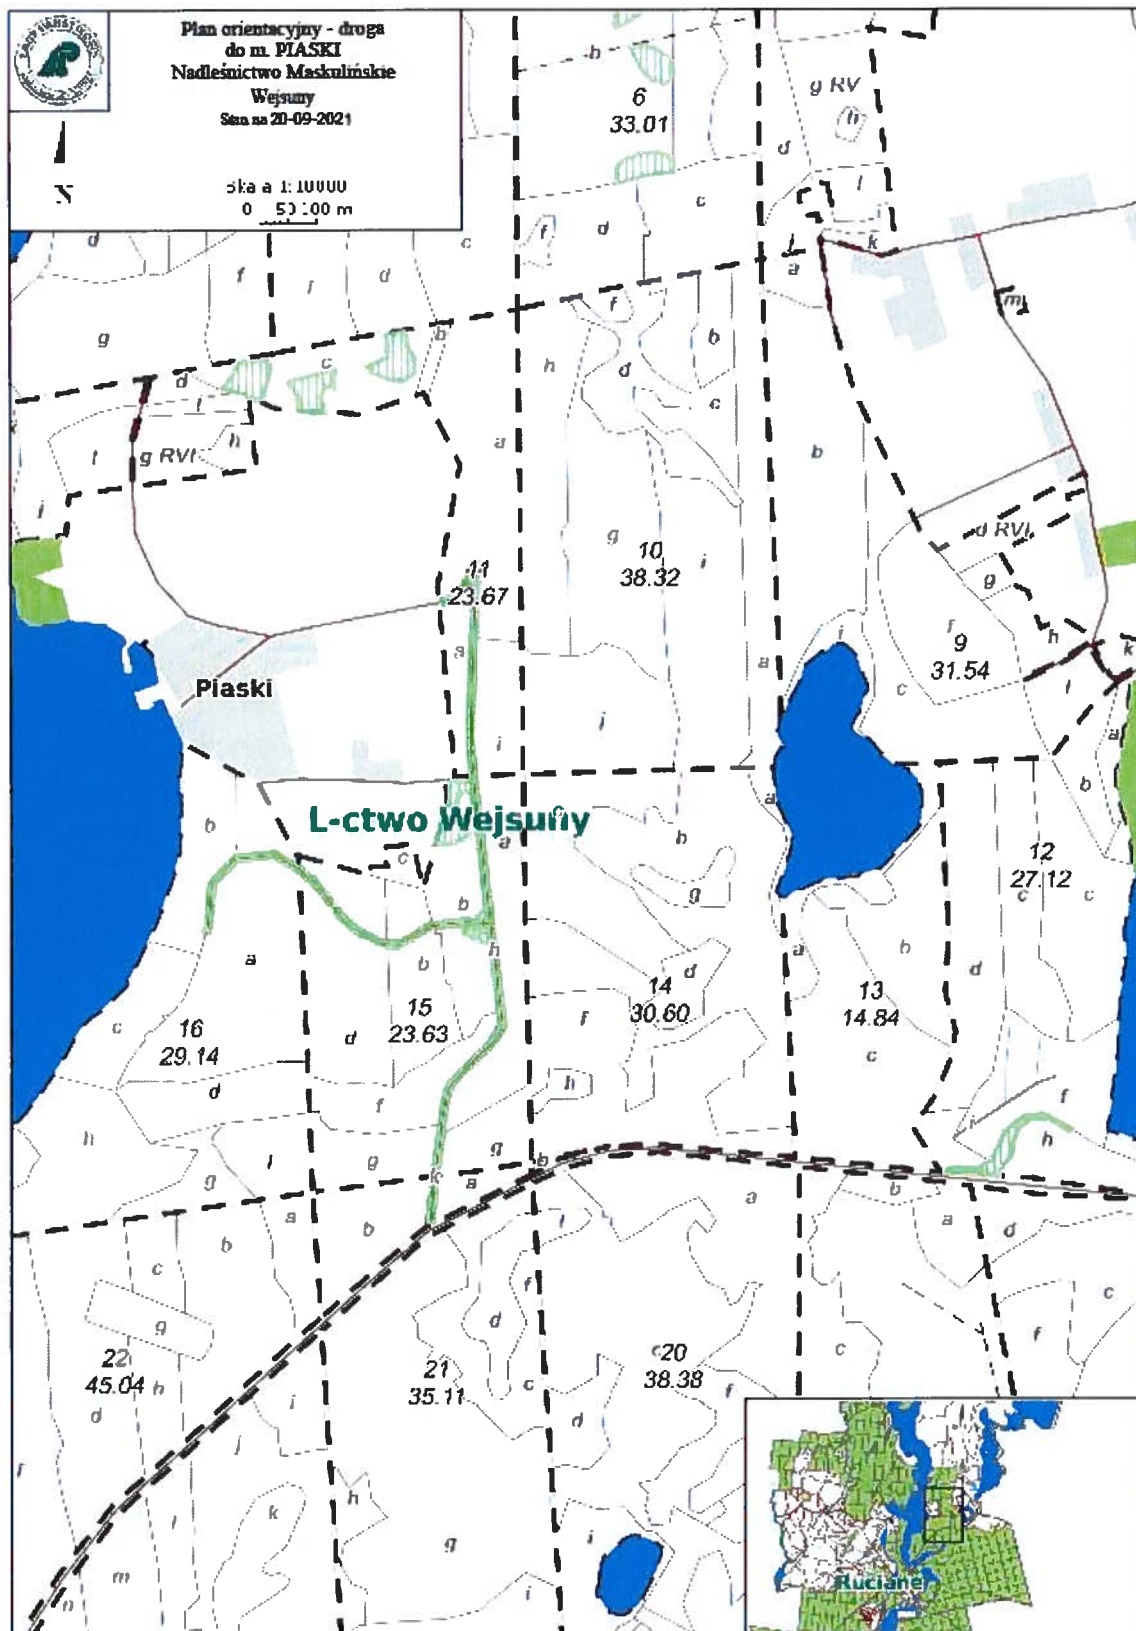 Plan orientacyjny - droga
do m. PIASKI
Nadleśnictwo Maskulińskie
Wejsuny
Stan na 20-09-2021
N
Ska a 1:10000
0 50 100 m
b
g RV
6
33.01
h
d
l
c
d
f
c
k
d
f
l
d
c
a
m
f
g
b
h
b
d
c
d
c
l
a
b
h
f
g RVI
g
10
38.32
i
d RVI
j
g
11
23.67
f
9
31.54
h
k
a
i
a
c
l
Piaski
i
j
a
b
L-ctwo Wejsuny
a
b
a
b
12
27.12
c
g
c
c
b
h
b
a
b
d
a
d
14
30.60
13
14.84
15
23.63
f
c
16
29.14
d
c
d
h
f
f
h
h
l
g
g
g
b
k
a
a
b
a
d
a
b
b
l
c
f
c
g
d
f
22
45.04
h
21
35.11
c
20
38.38
c
d
i
c
d
f
f
j
k
h
l
g
i
m
n
i
Ruciane